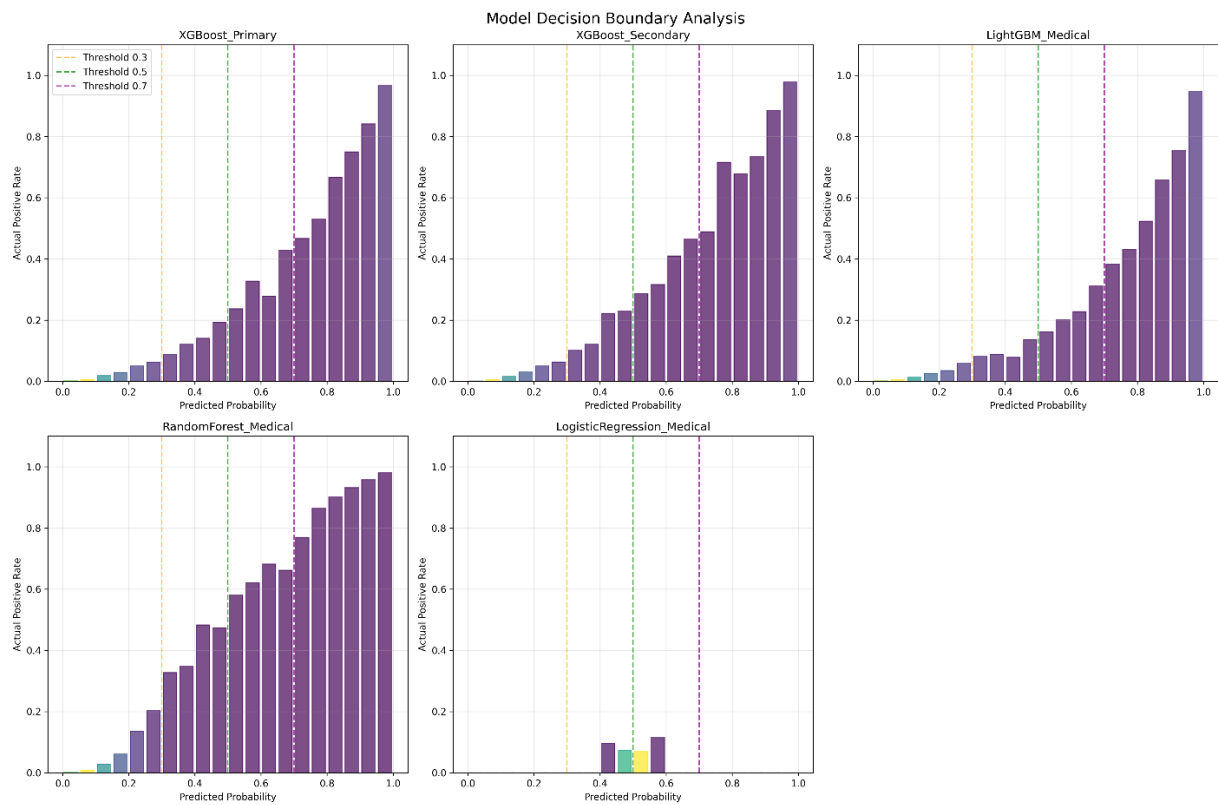 Model Decision Boundary Analysis
XGBoost_Primary
Threshold 0.3
Threshold 0.5
Threshold 0.7
Actual Positive Rate
1.0
0.8
0.6
0.4
0.2
0.0
0.0 0.2 0.4 0.6 0.8 1.0
Predicted Probability
XGBoost_Secondary
Actual Positive Rate
1.0
0.8
0.6
0.4
0.2
0.0
0.0 0.2 0.4 0.6 0.8 1.0
Predicted Probability
LightGBM_Medical
Actual Positive Rate
1.0
0.8
0.6
0.4
0.2
0.0
0.0 0.2 0.4 0.6 0.8 1.0
Predicted Probability
RandomForest_Medical
Actual Positive Rate
1.0
0.8
0.6
0.4
0.2
0.0
0.0 0.2 0.4 0.6 0.8 1.0
Predicted Probability
LogisticRegression_Medical
Actual Positive Rate
1.0
0.8
0.6
0.4
0.2
0.0
0.0 0.2 0.4 0.6 0.8 1.0
Predicted Probability